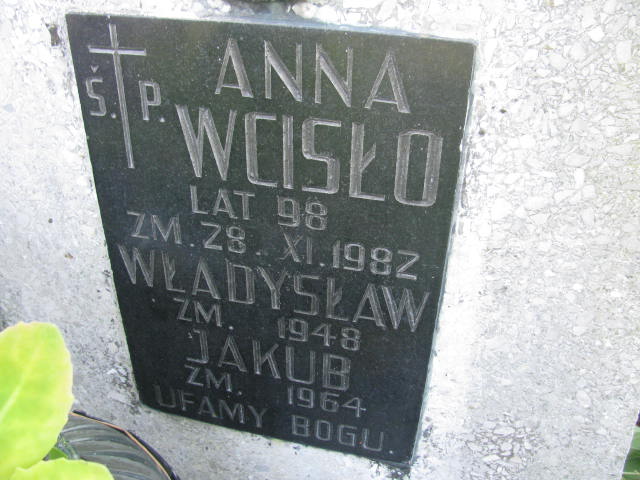 ANNA
Ś. P.
WCISŁO
LAT 98
ZM. 28. XI. 1982
WŁADYSŁAW
ZM. 1948
JAKUB
ZM. 1964
UFAMY BOGU